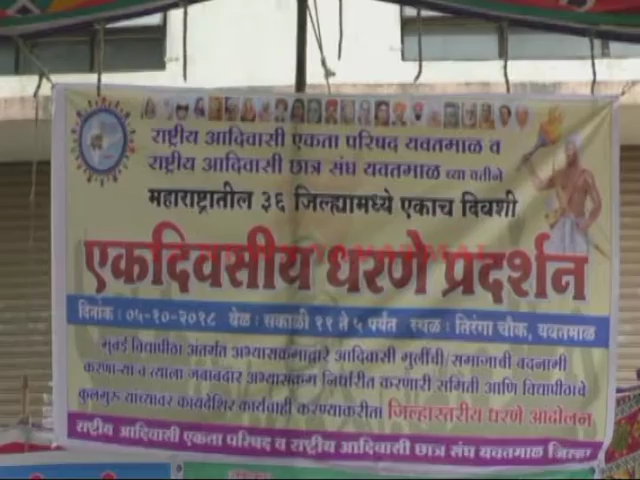 राष्ट्रीय आदिवासी एकता परिषद यवतमाळ व
राष्ट्रीय आदिवासी छात्र संघ यवतमाळ च्या वतीने
महाराष्ट्रातील ३६ जिल्ह्यामध्ये एकाच दिवशी
एकदिवसीय धरणे प्रदर्शन
दिनांक : ०५-१०-२०१८ वेळ : सकाळी ११ ते ५ पर्यंत स्थळ : तिरंगा चौक, यवतमाळ
मुंबई विद्यापीठा अंतर्गत अभ्यासक्रमाद्वारे आदिवासी मुलींची/समाजाची बदनामी
करणाऱ्या व त्याला जबाबदार अभ्यासक्रम निर्धारीत करणारी समिती आणि विद्यापीठाचे
कुलगुरु यांच्यावर कायदेशिर कार्यवाही करण्याकरीता जिल्हास्तरीय धरणे आंदोलन
राष्ट्रीय आदिवासी एकता परिषद व राष्ट्रीय आदिवासी छात्र संघ यवतमाळ जिल्हा